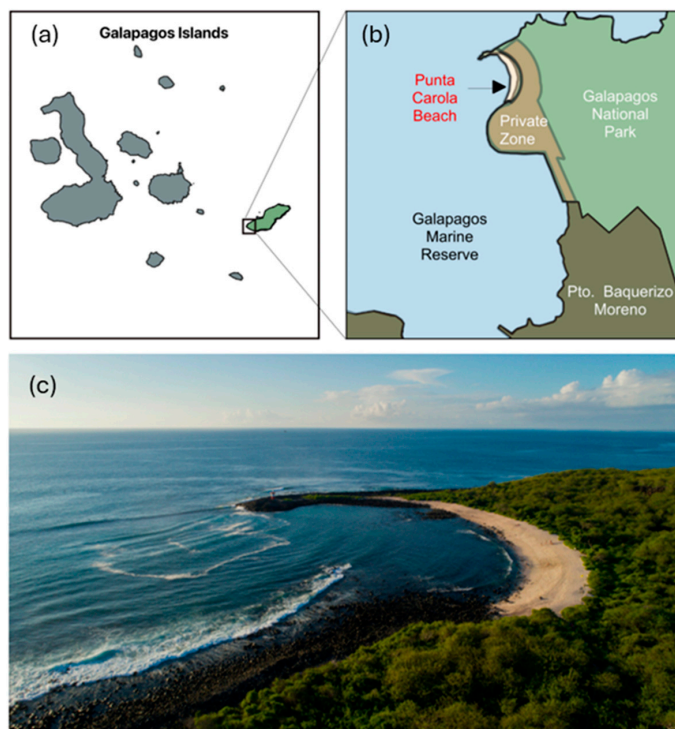 (a)
Galapagos Islands
(b)
Punta
Carola
Beach
Private
Zone
Galapagos
National
Park
Galapagos
Marine
Reserve
Pto. Baquerizo
Moreno
(c)